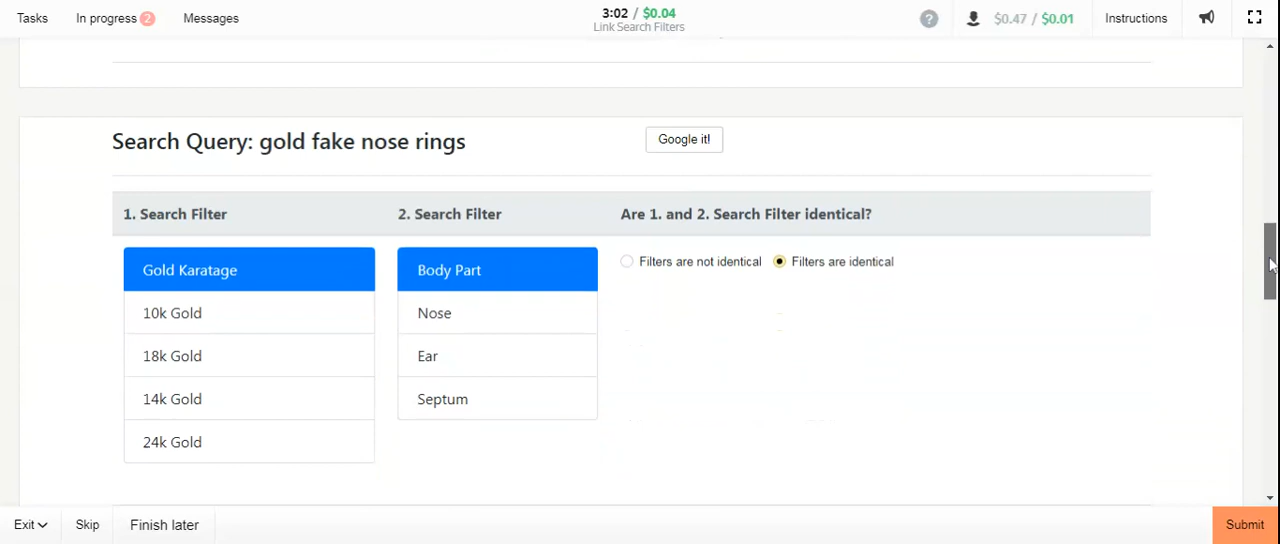 Tasks In progress 2 Messages 3:02 / $0.04 ? $0.47 / $0.01 Instructions
Link Search Filters
Search Query: gold fake nose rings Google it!
1. Search Filter 2. Search Filter Are 1. and 2. Search Filter identical?
Gold Karatage Body Part Filters are not identical Filters are identical
10k Gold Nose
18k Gold Ear
14k Gold Septum
24k Gold
Exit Skip Finish later Submit